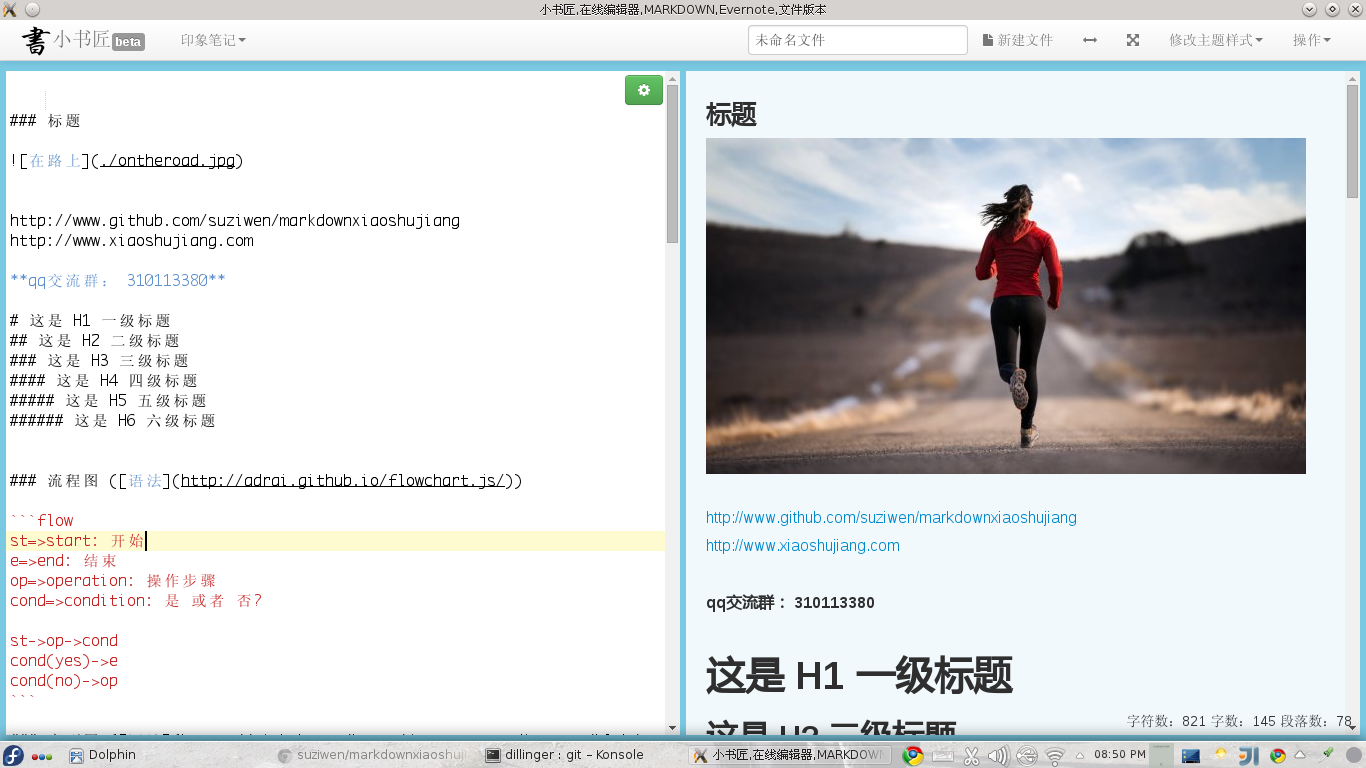 小书匠,在线编辑器,MARKDOWN,Evernote,文件版本
書 小书匠 beta 印象笔记 未命名文件 新建文件 修改主题样式 操作
### 标题
![在路上](./ontheroad.jpg)
http://www.github.com/suziwen/markdownxiaoshujiang
http://www.xiaoshujiang.com
**qq交流群： 310113380**
# 这是 H1 一级标题
## 这是 H2 二级标题
### 这是 H3 三级标题
#### 这是 H4 四级标题
##### 这是 H5 五级标题
###### 这是 H6 六级标题
### 流程图 ([语法](http://adrai.github.io/flowchart.js/))
```flow
st=>start: 开始
e=>end: 结束
op=>operation: 操作步骤
cond=>condition: 是 或者 否?
st->op->cond
cond(yes)->e
cond(no)->op
```
标题
http://www.github.com/suziwen/markdownxiaoshujiang
http://www.xiaoshujiang.com
qq交流群： 310113380
这是 H1 一级标题
这是 H2 二级标题
字符数：821 字数：145 段落数：78
Dolphin suziwen/markdownxiaoshuji dillinger : git – Konsole 小书匠,在线编辑器,MARKDOWN 08:50 PM